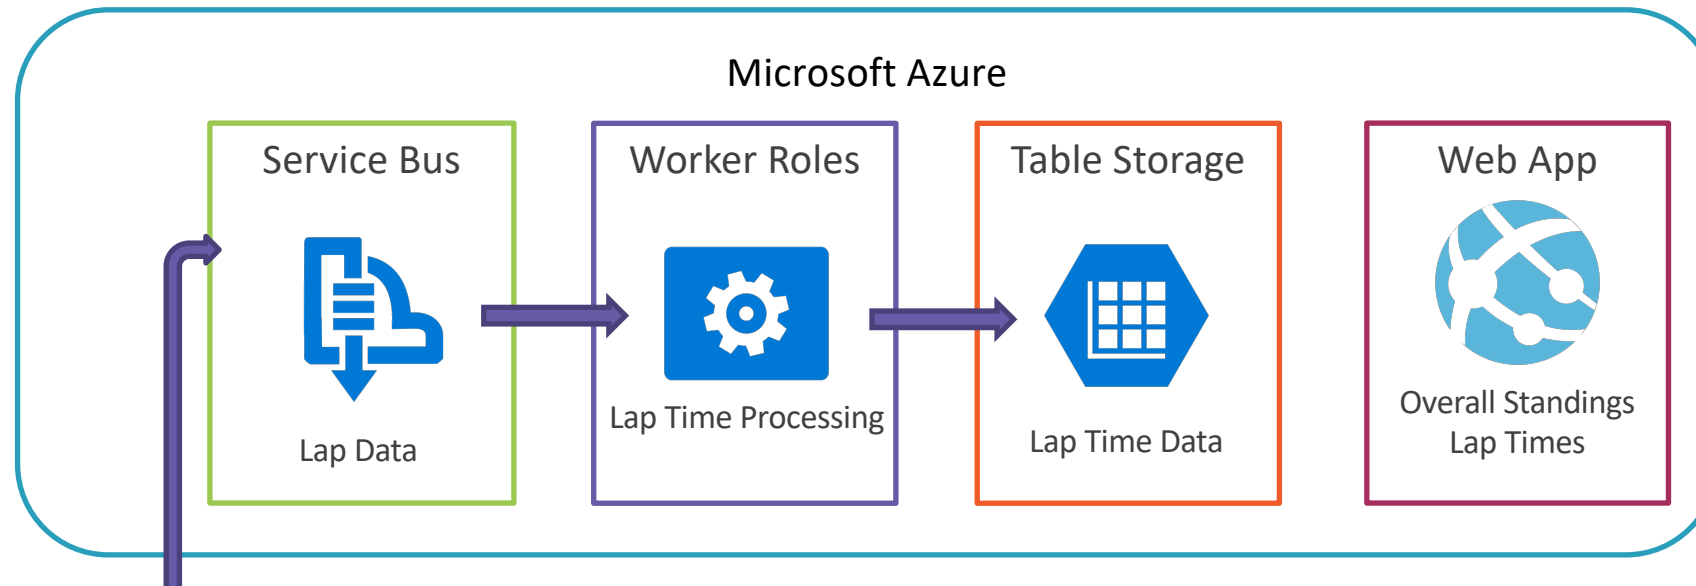 Microsoft Azure
Service Bus
Lap Data
Worker Roles
Lap Time Processing
Table Storage
Lap Time Data
Web App
Overall Standings
Lap Times